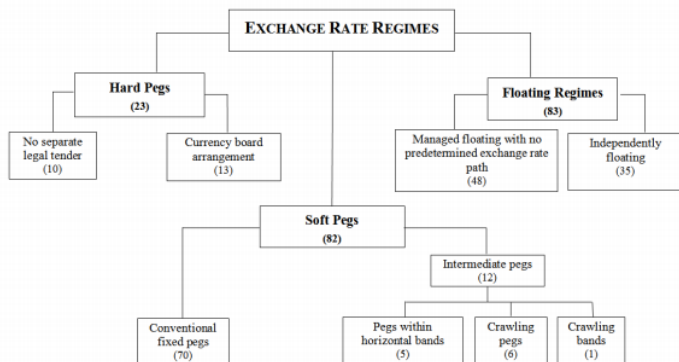 EXCHANGE RATE REGIMES
Hard Pegs
(23)
Floating Regimes
(83)
No separate
legal tender
(10)
Currency board
arrangement
(13)
Managed floating with no
predetermined exchange rate
path
(48)
Independently
floating
(35)
Soft Pegs
(82)
Intermediate pegs
(12)
Conventional
fixed pegs
(70)
Pegs within
horizontal bands
(5)
Crawling
pegs
(6)
Crawling
bands
(1)